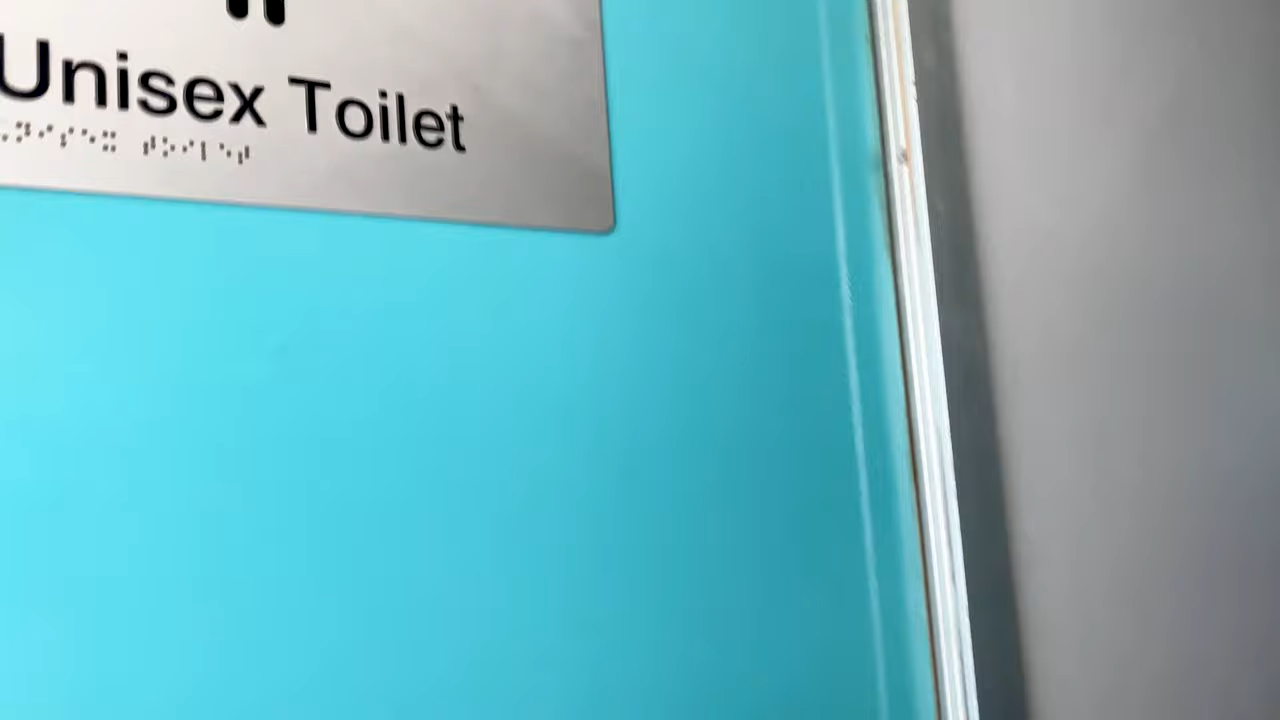 Unisex Toilet
⠥⠝⠊⠎⠑⠭ ⠞⠕⠊⠇⠑⠞